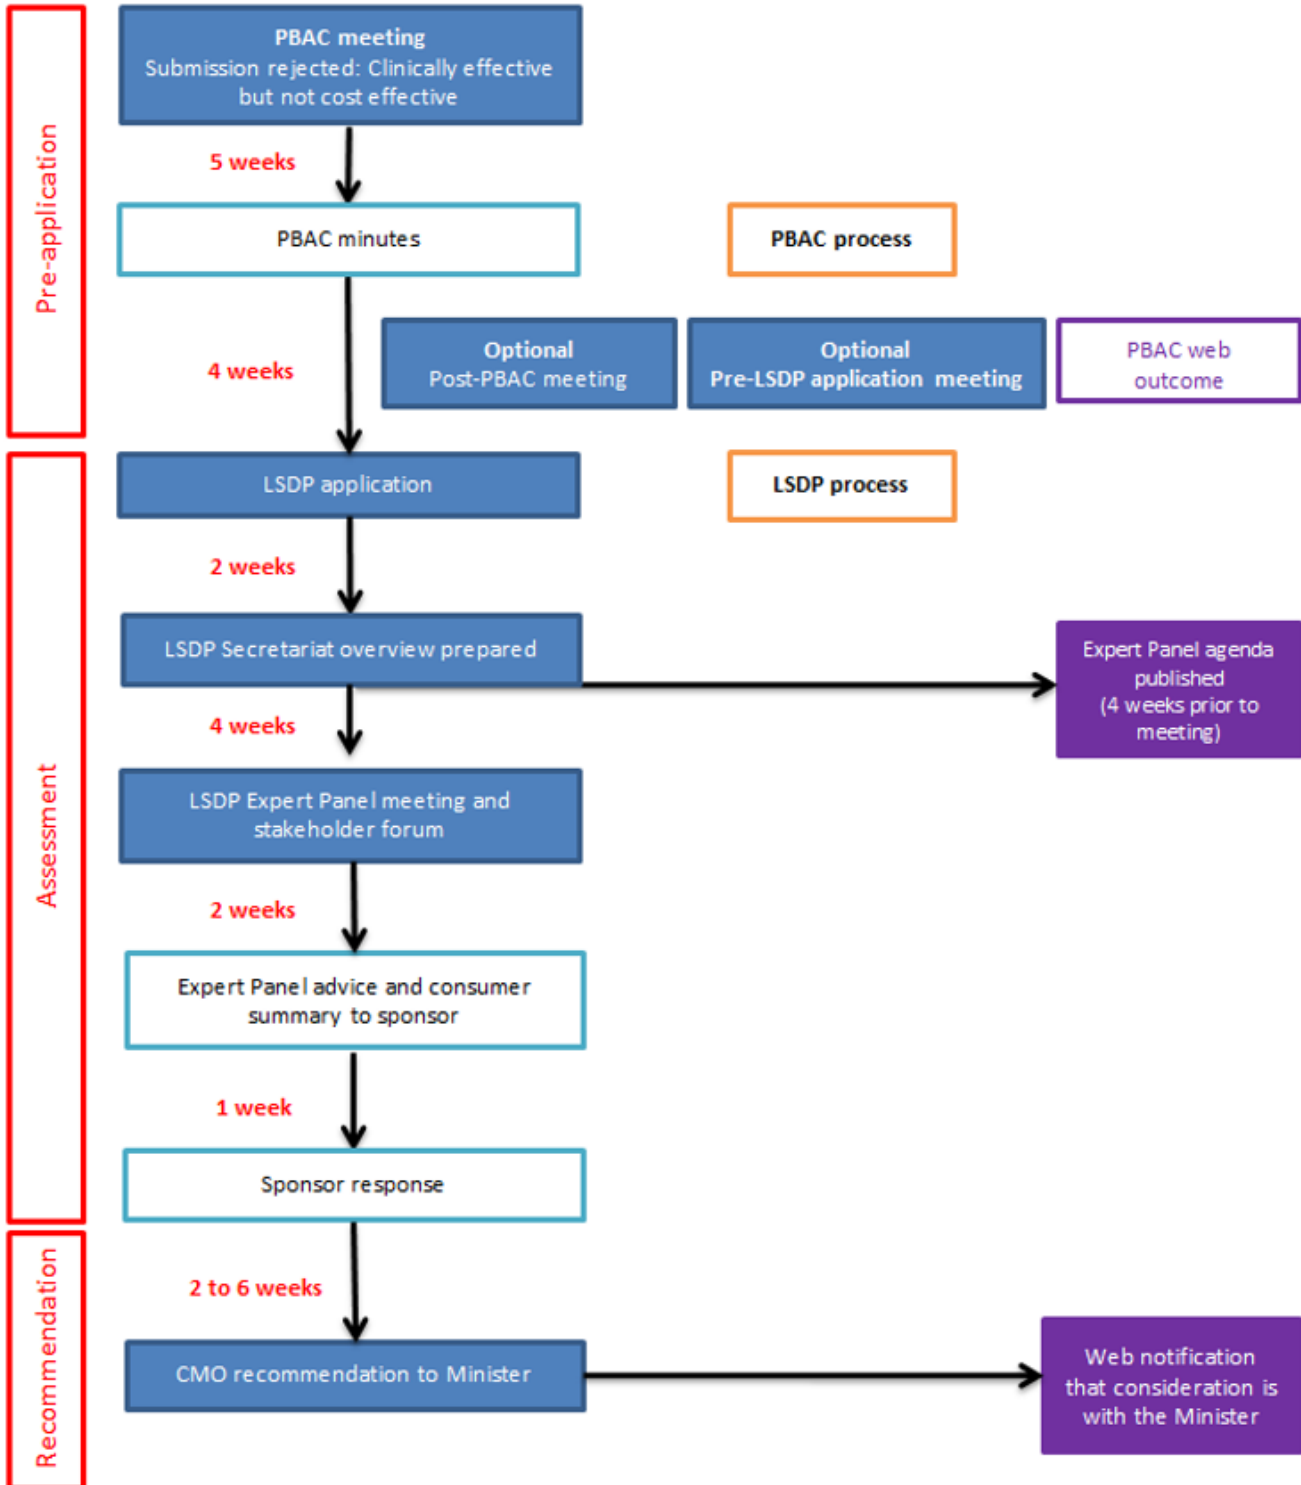 Pre-application
PBAC meeting
Submission rejected: Clinically effective
but not cost effective
5 weeks
PBAC minutes
PBAC process
4 weeks
Optional
Post-PBAC meeting
Optional
Pre-LSDP application meeting
PBAC web
outcome
Assessment
LSDP application
LSDP process
2 weeks
LSDP Secretariat overview prepared
Expert Panel agenda
published
(4 weeks prior to
meeting)
4 weeks
LSDP Expert Panel meeting and
stakeholder forum
2 weeks
Expert Panel advice and consumer
summary to sponsor
1 week
Sponsor response
Recommendation
2 to 6 weeks
CMO recommendation to Minister
Web notification
that consideration is
with the Minister